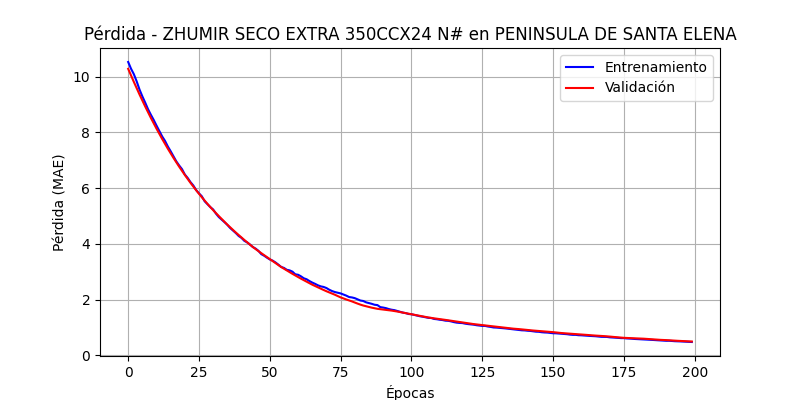 Pérdida - ZHUMIR SECO EXTRA 350CCX24 N# en PENINSULA DE SANTA ELENA
Entrenamiento
Validación
Pérdida (MAE)
10
8
6
4
2
0
0 25 50 75 100 125 150 175 200
Épocas